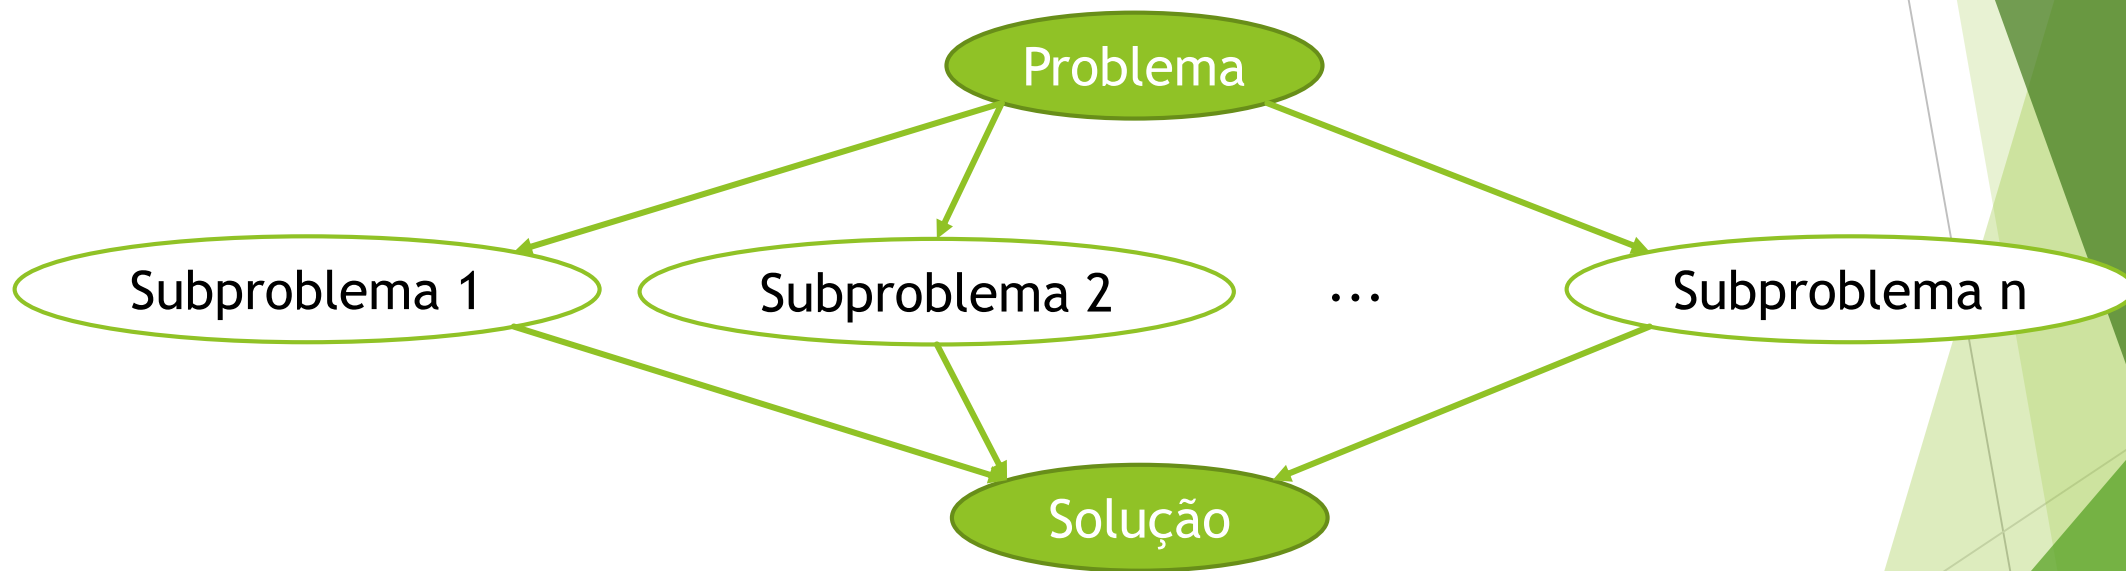 Problema
Subproblema 1
Subproblema 2
...
Subproblema n
Solução